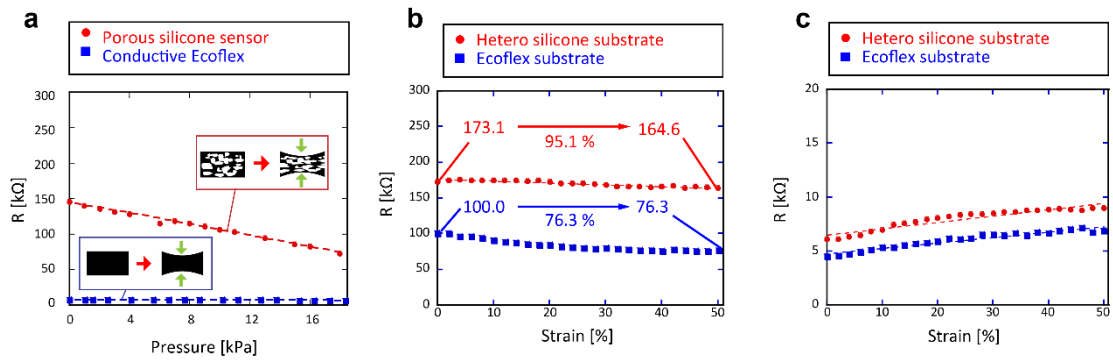 a
Porous silicone sensor
Conductive Ecoflex
300
250
200
150
100
50
0
R [kΩ]
0 4 8 12 16
Pressure [kPa]
b
Hetero silicone substrate
Ecoflex substrate
300
250
200
150
100
50
0
R [kΩ]
173.1 164.6
95.1 %
100.0 76.3
76.3 %
0 10 20 30 40 50
Strain [%]
c
Hetero silicone substrate
Ecoflex substrate
20
15
10
5
0
R [kΩ]
0 10 20 30 40 50
Strain [%]